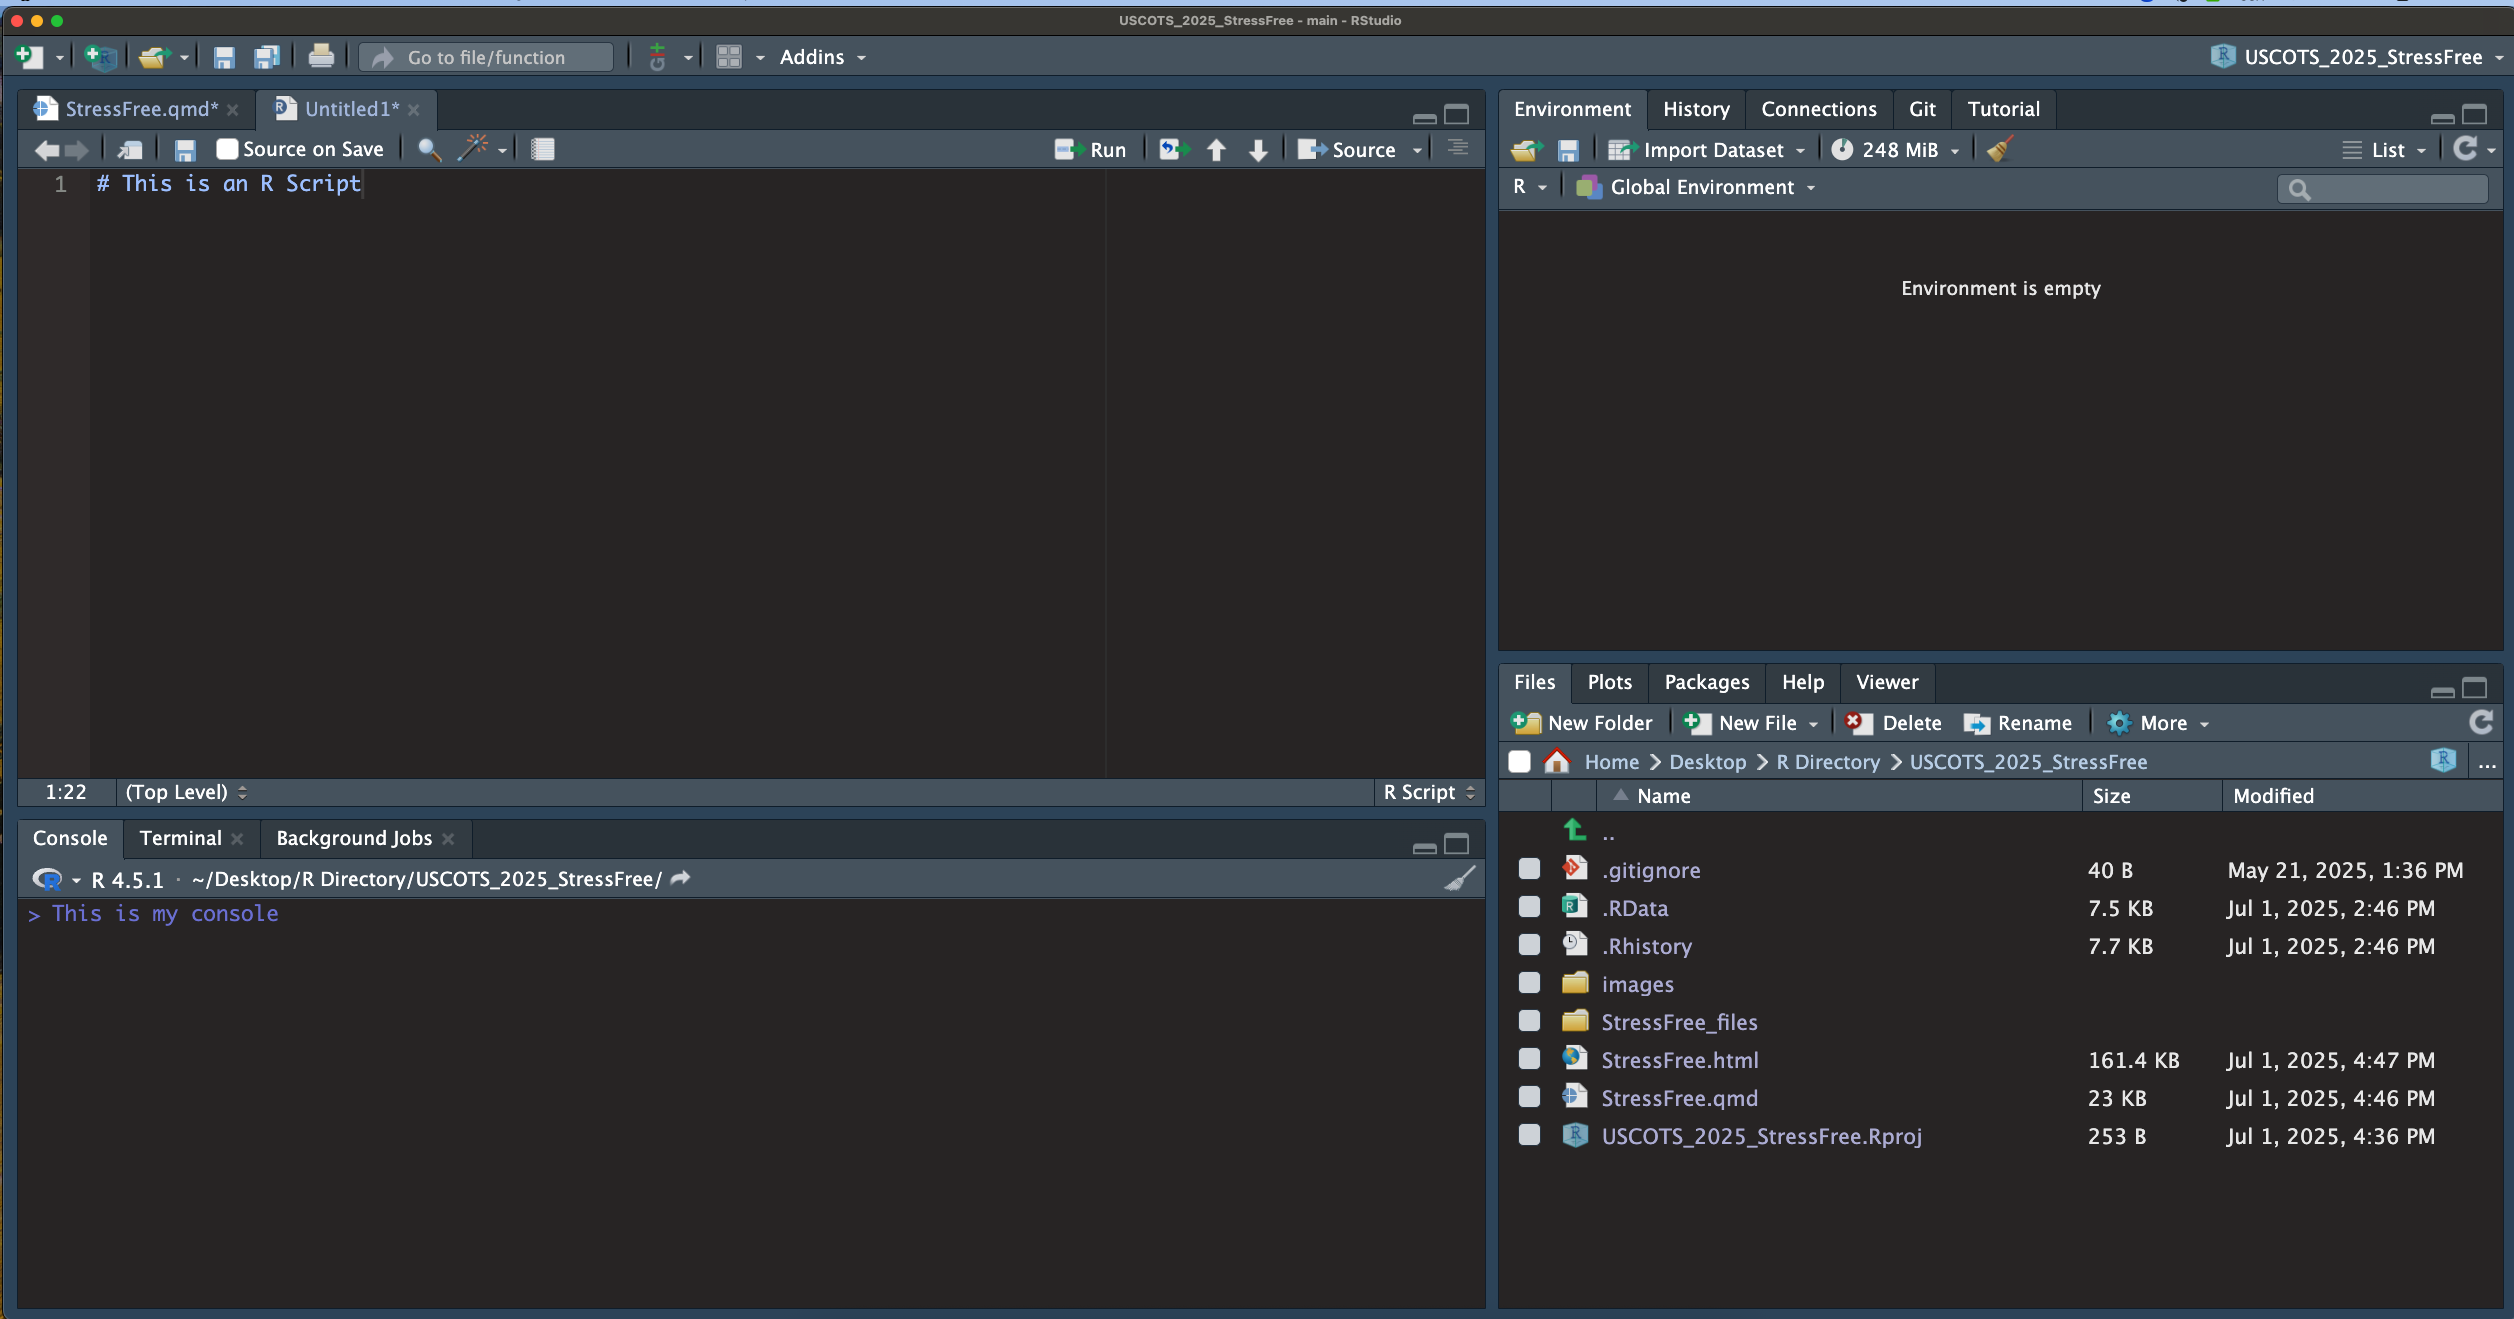 USCOTS_2025_StressFree - main - RStudio
Go to file/function
Addins
USCOTS_2025_StressFree
StressFree.qmd*
Untitled1*
Source on Save
Run
Source
1 # This is an R Script
1:22
(Top Level)
R Script
Console
Terminal
Background Jobs
R 4.5.1 · ~/Desktop/R Directory/USCOTS_2025_StressFree/
> This is my console
Environment
History
Connections
Git
Tutorial
Import Dataset
248 MiB
List
R
Global Environment
Environment is empty
Files
Plots
Packages
Help
Viewer
New Folder
New File
Delete
Rename
More
Home > Desktop > R Directory > USCOTS_2025_StressFree
...
Name Size Modified
..
.gitignore 40 B May 21, 2025, 1:36 PM
.RData 7.5 KB Jul 1, 2025, 2:46 PM
.Rhistory 7.7 KB Jul 1, 2025, 2:46 PM
images
StressFree_files
StressFree.html 161.4 KB Jul 1, 2025, 4:47 PM
StressFree.qmd 23 KB Jul 1, 2025, 4:46 PM
USCOTS_2025_StressFree.Rproj 253 B Jul 1, 2025, 4:36 PM